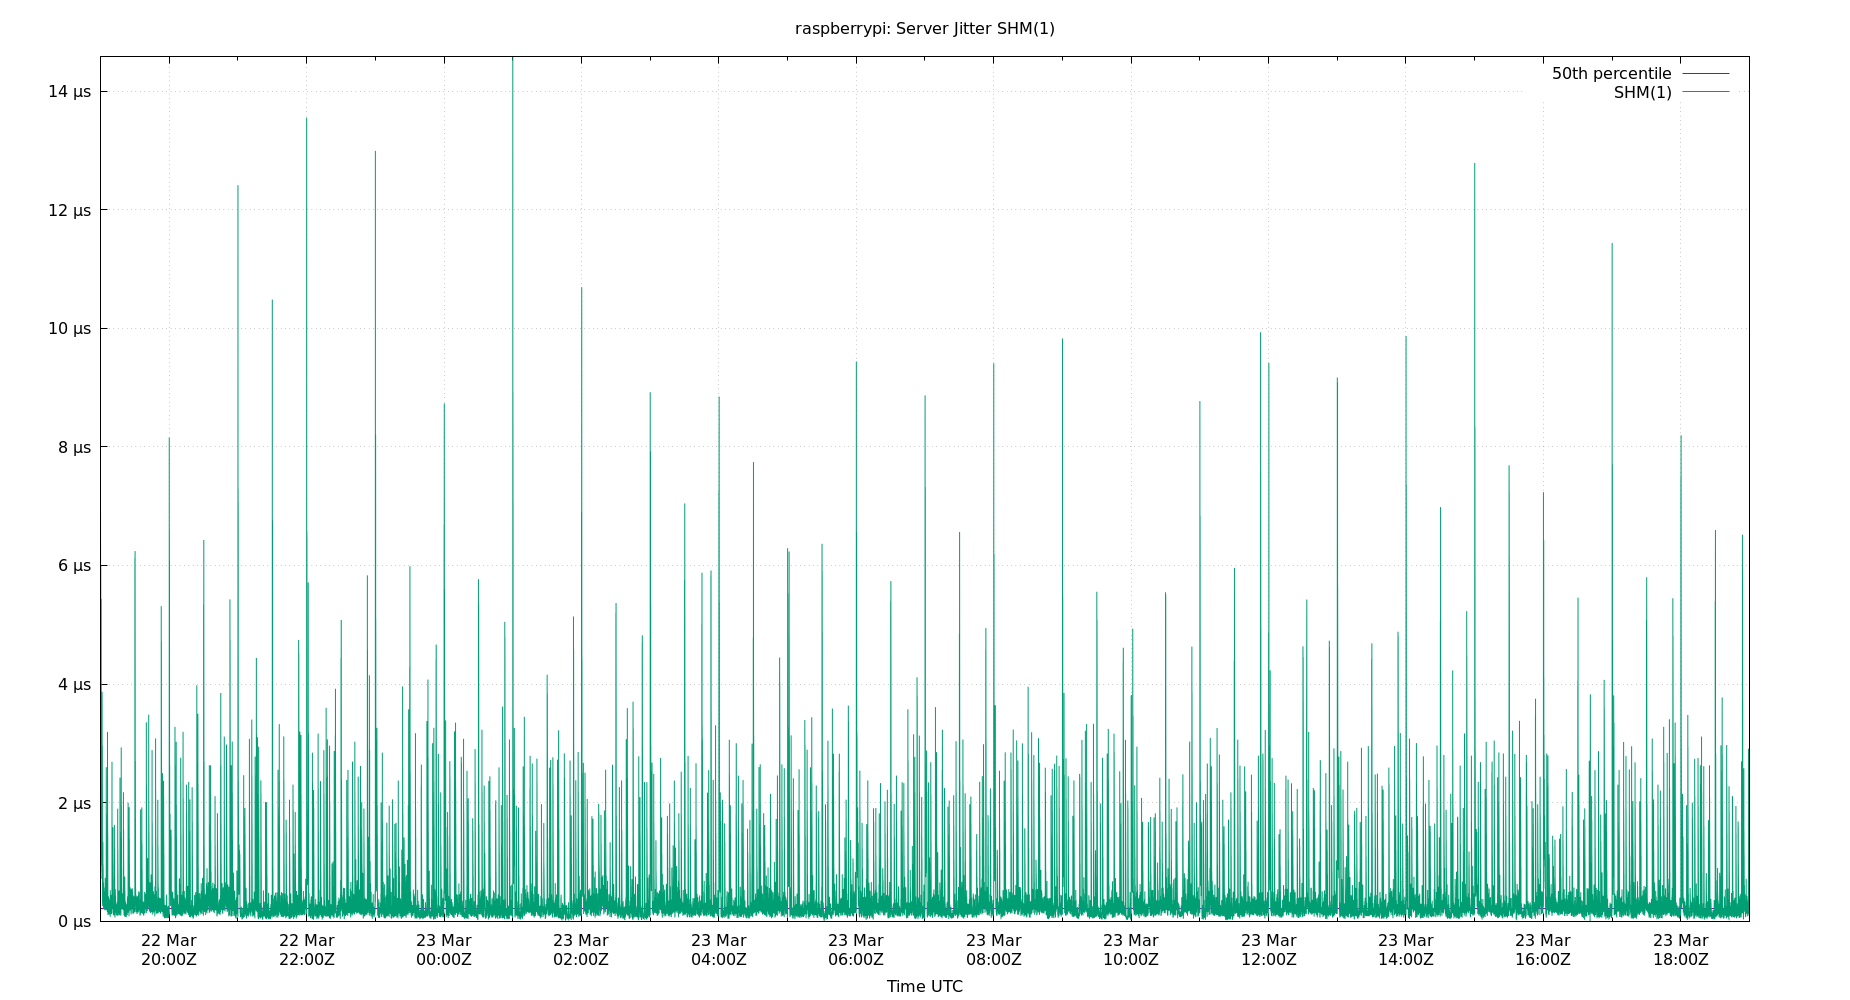 raspberrypi: Server Jitter SHM(1)
50th percentile
SHM(1)
14 µs
12 µs
10 µs
8 µs
6 µs
4 µs
2 µs
0 µs
22 Mar 22 Mar 23 Mar 23 Mar 23 Mar 23 Mar 23 Mar 23 Mar 23 Mar 23 Mar 23 Mar 23 Mar
20:00Z 22:00Z 00:00Z 02:00Z 04:00Z 06:00Z 08:00Z 10:00Z 12:00Z 14:00Z 16:00Z 18:00Z
Time UTC